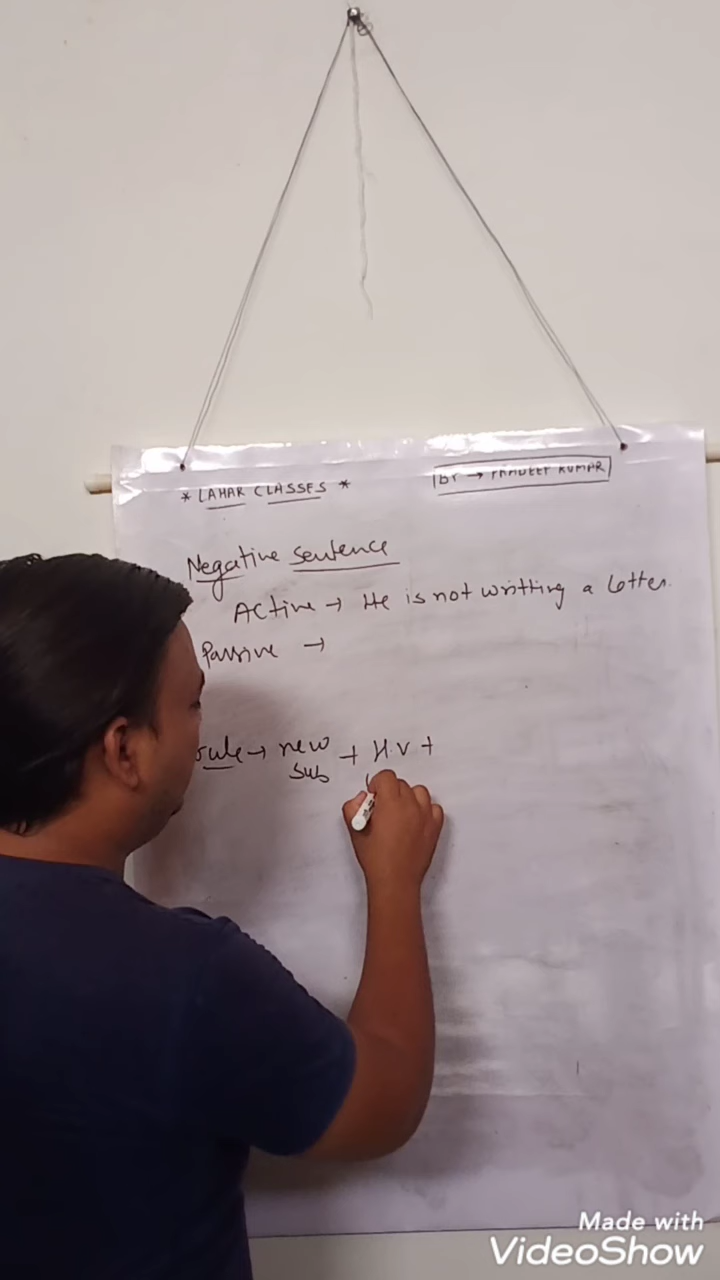 * LAHAR CLASSES *
BY → PRADEEP KUMAR
Negative Sentence
Active → He is not writting a letter.
Passive →
rule → new + H.V +
sub
Made with
VideoShow